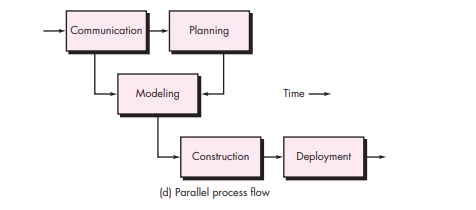 Communication
Planning
Modeling
Time
Construction
Deployment
(d) Parallel process flow